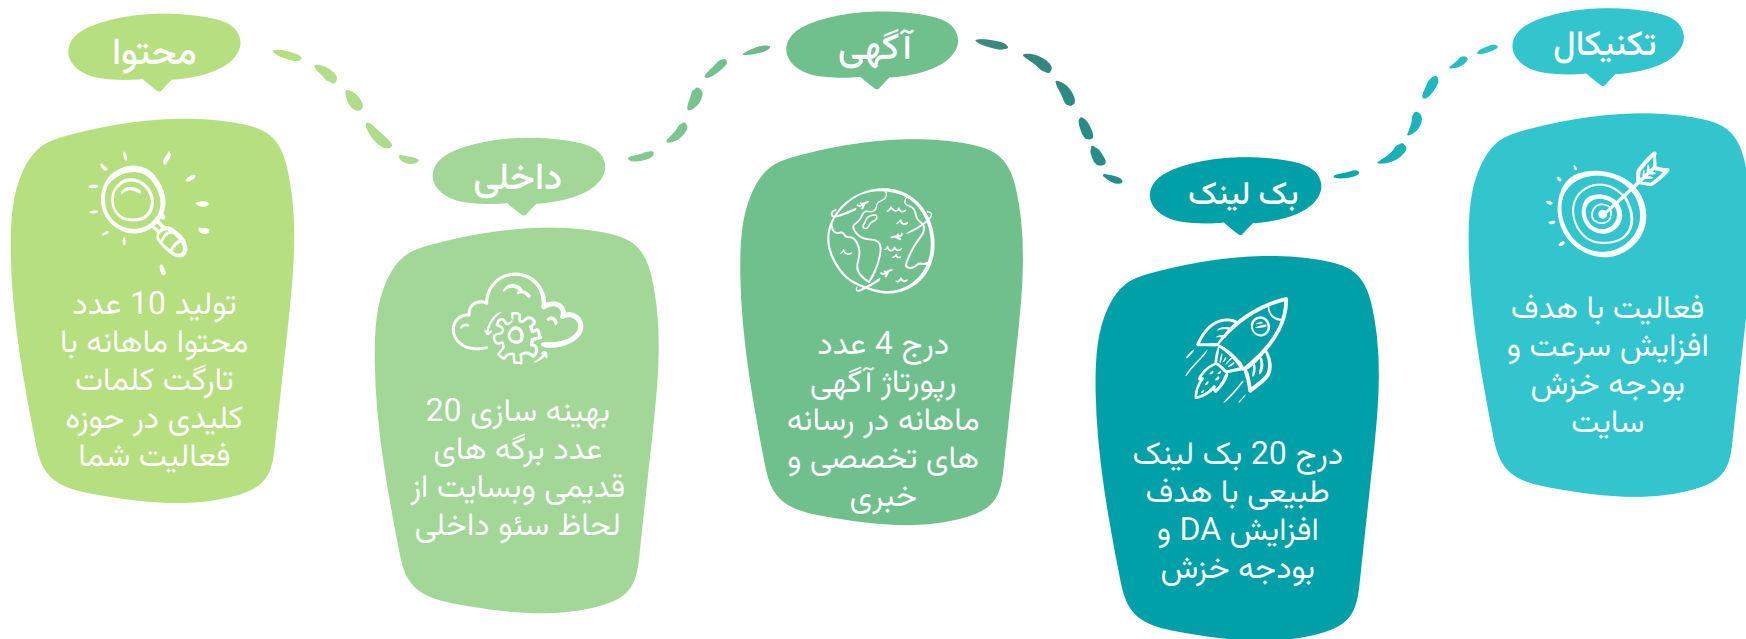 تکنیکال
فعالیت با هدف
افزایش سرعت و
بودجه خزش
سایت
بک لینک
درج 20 بک لینک
طبیعی با هدف
افزایش DA و
بودجه خزش
آگهی
درج 4 عدد
رپورتاژ آگهی
ماهانه در رسانه
های تخصصی و
خبری
داخلی
بهینه سازی 20
عدد برگه های
قدیمی وبسایت از
لحاظ سئو داخلی
محتوا
تولید 10 عدد
محتوا ماهانه با
تارگت کلمات
کلیدی در حوزه
فعالیت شما